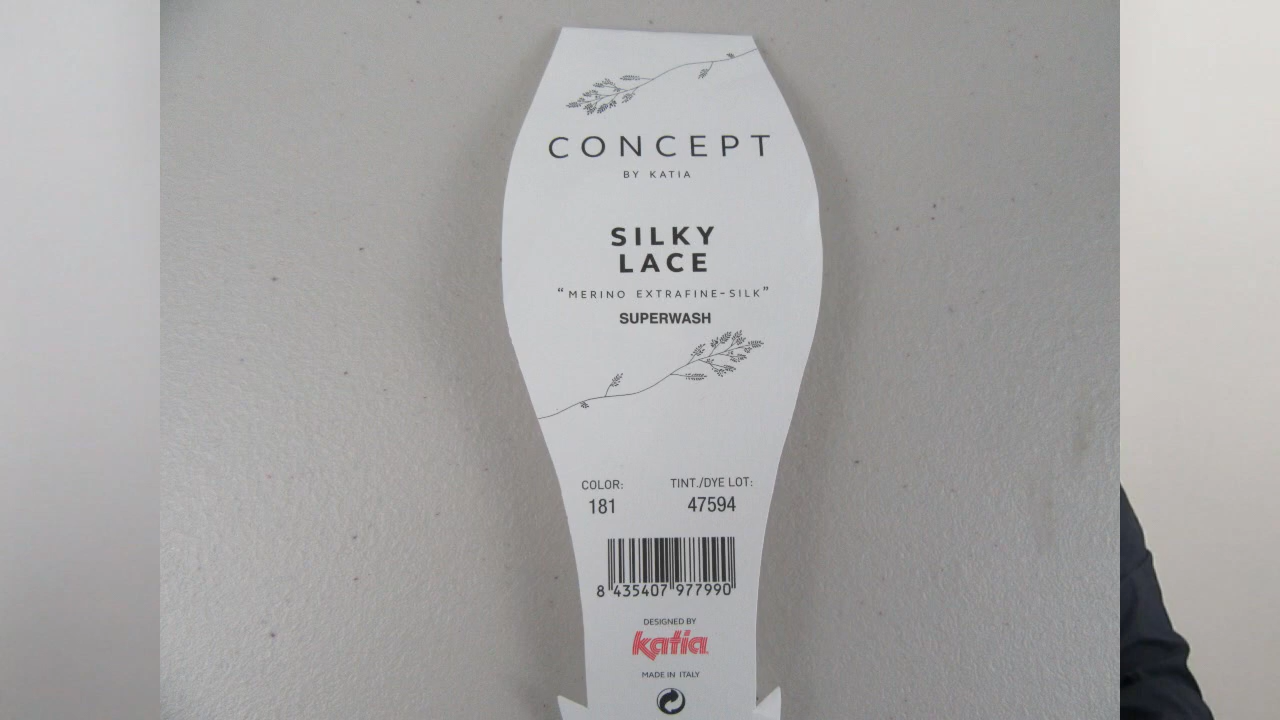 CONCEPT
BY KATIA
SILKY
LACE
“MERINO EXTRAFINE-SILK”
SUPERWASH
COLOR: TINT./DYE LOT:
181 47594
8 435407 977990
DESIGNED BY
katia
MADE IN ITALY